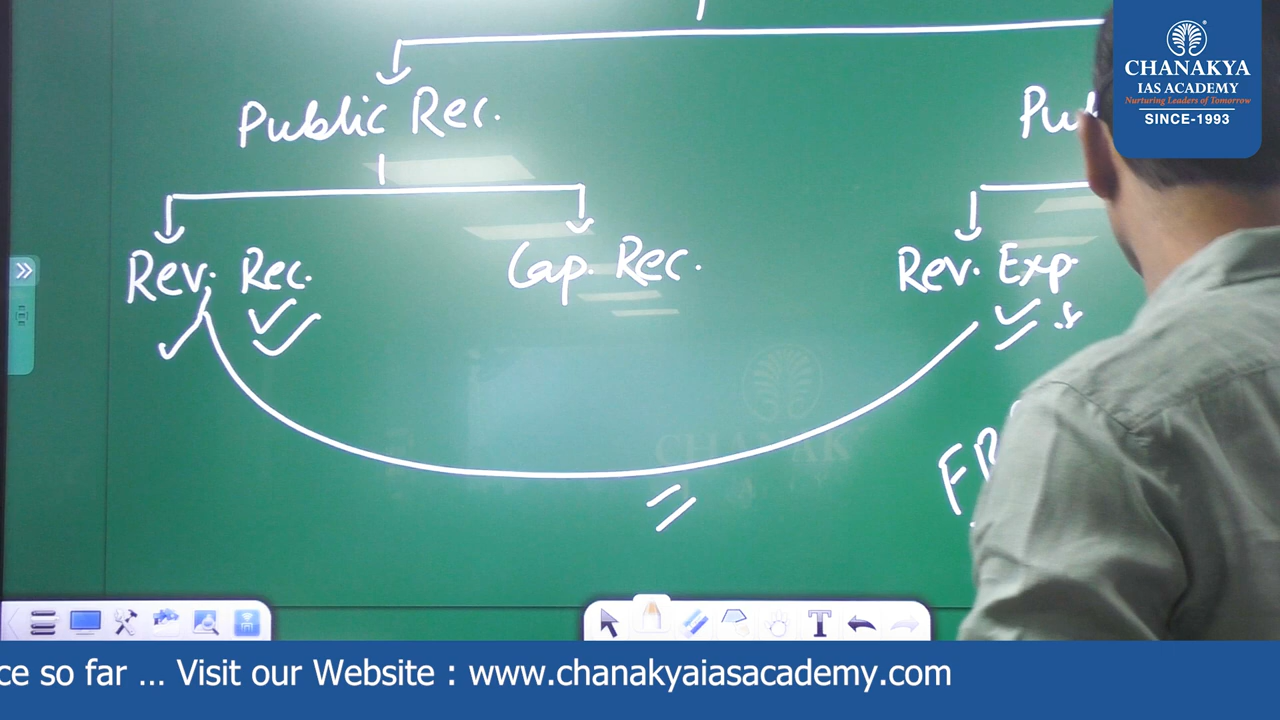 CHANAKYA
IAS ACADEMY
Nurturing Leaders of Tomorrow
SINCE-1993
Public Rec.
Rev. Rec.
Cap. Rec.
Rev. Exp.
CHANAK
T
ce so far ... Visit our Website : www.chanakyaiasacademy.com